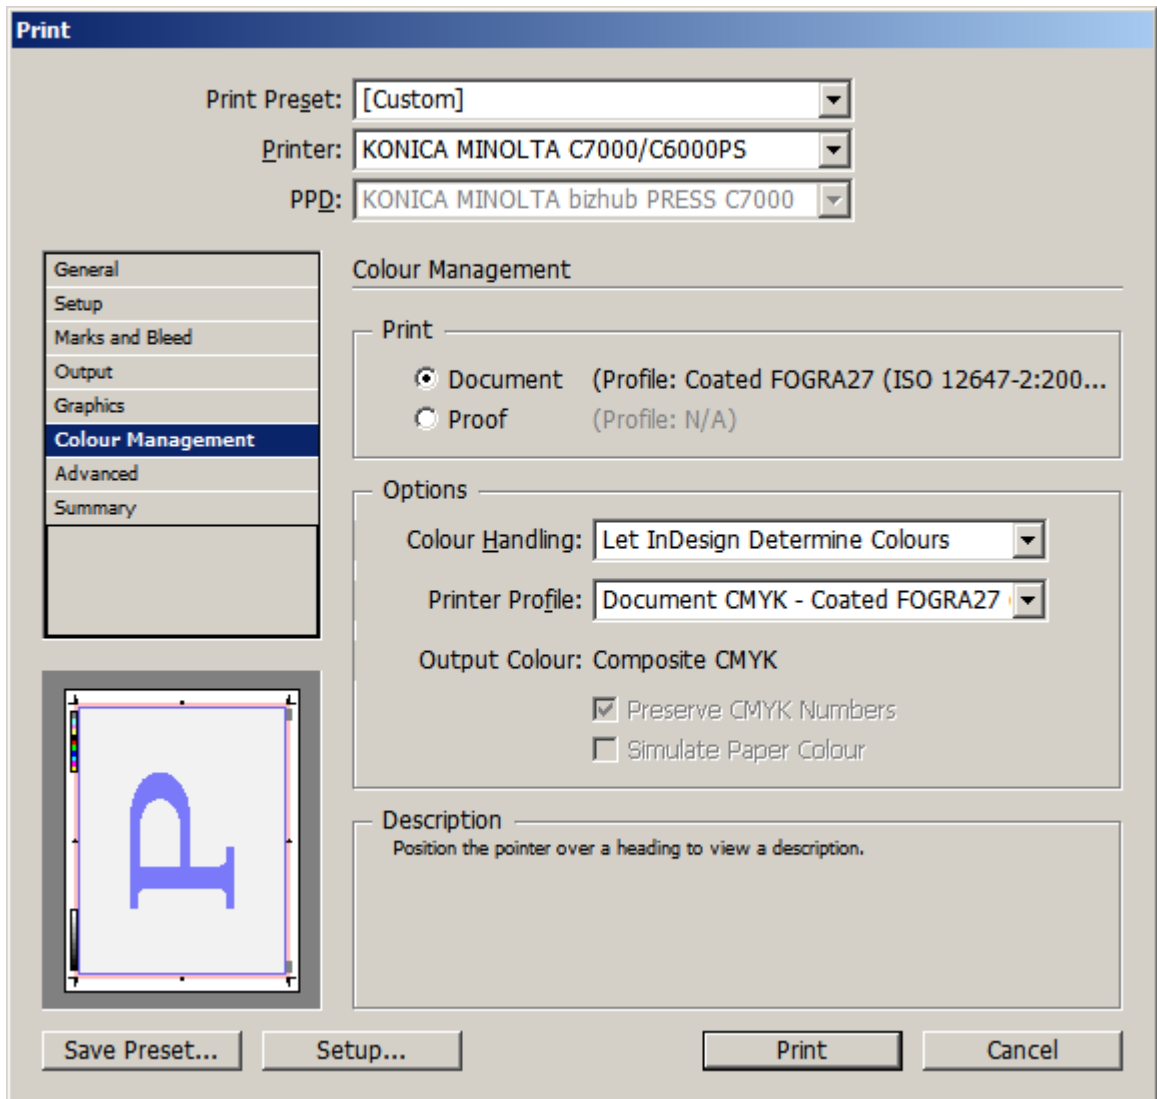 Print
Print Preset: [Custom]
Printer: KONICA MINOLTA C7000/C6000PS
PPD: KONICA MINOLTA bizhub PRESS C7000
General
Setup
Marks and Bleed
Output
Graphics
Colour Management
Advanced
Summary
Colour Management
Print
Document (Profile: Coated FOGRA27 (ISO 12647-2:200...
Proof (Profile: N/A)
Options
Colour Handling: Let InDesign Determine Colours
Printer Profile: Document CMYK - Coated FOGRA27
Output Colour: Composite CMYK
Preserve CMYK Numbers
Simulate Paper Colour
Description
Position the pointer over a heading to view a description.
P
Save Preset...
Setup...
Print
Cancel